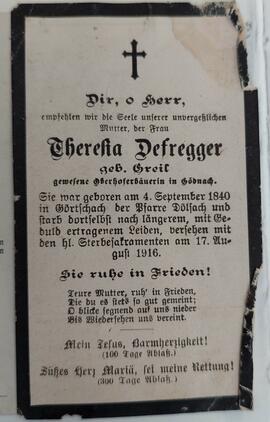 Dir, o Herr,
empfehlen wir die Seele unserer unvergeßlichen
Mutter, der Frau
Theresia Defregger
geb. Greil
gewesene Oberhoferbäuerin in Gödnach.
Sie war geboren am 4. September 1840
in Görtschach der Pfarre Dölsach und
starb dortselbst nach längerem, mit Ge-
duld ertragenem Leiden, versehen mit
den hl. Sterbesakramenten am 17. Au-
gust 1916.
Sie ruhe in Frieden!
Teure Mutter, ruh' in Frieden,
Die du es stets so gut gemeint;
O blicke segnend auf uns nieder
Bis Wiedersehen uns vereint.
Mein Jesus, Barmherzigkeit!
(100 Tage Ablaß.)
Süßes Herz Mariä, sei meine Rettung!
(300 Tage Ablaß.)